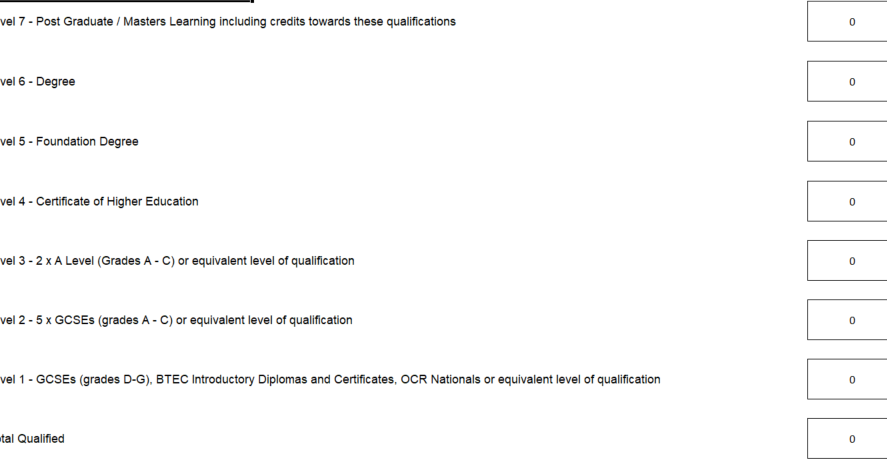 vel 7 - Post Graduate / Masters Learning including credits towards these qualifications 0
vel 6 - Degree 0
vel 5 - Foundation Degree 0
vel 4 - Certificate of Higher Education 0
vel 3 - 2 x A Level (Grades A - C) or equivalent level of qualification 0
vel 2 - 5 x GCSEs (grades A - C) or equivalent level of qualification 0
vel 1 - GCSEs (grades D-G), BTEC Introductory Diplomas and Certificates, OCR Nationals or equivalent level of qualification 0
otal Qualified 0